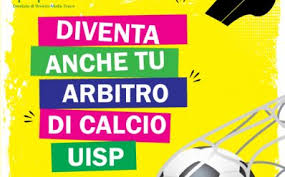 DIVENTA
ANCHE TU
ARBITRO
DI CALCIO
UISP